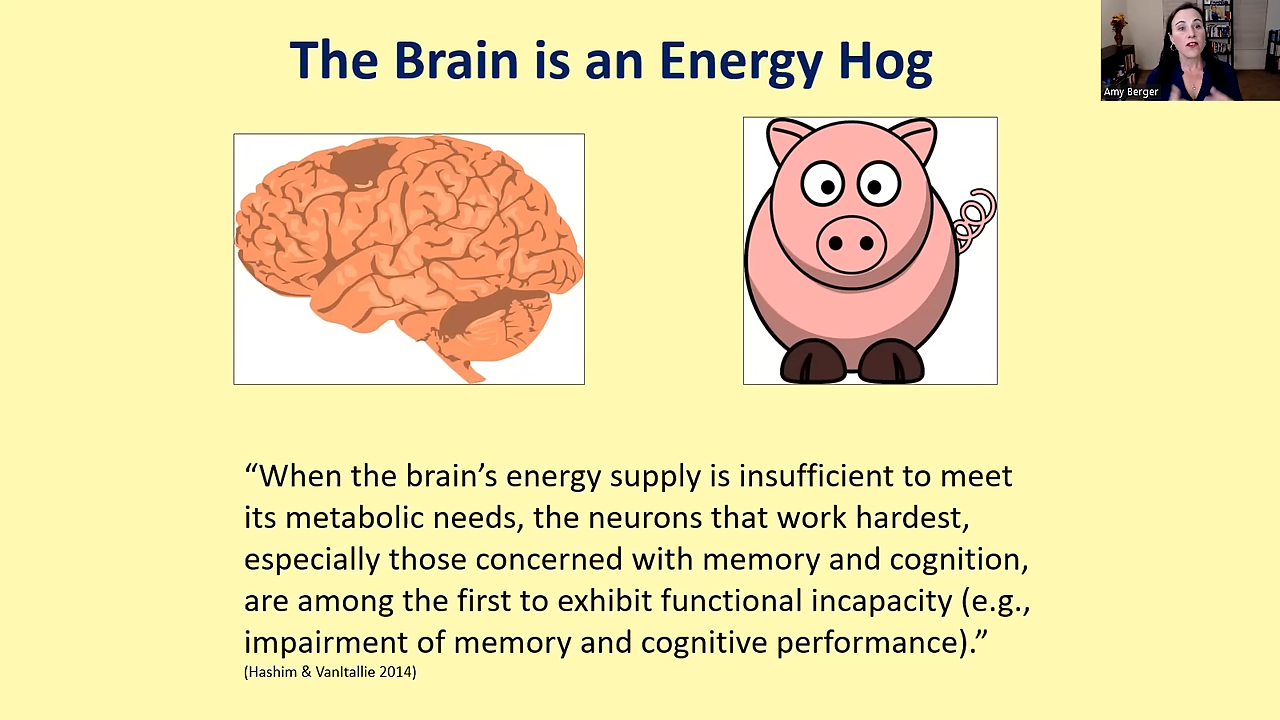 The Brain is an Energy Hog
Amy Berger
“When the brain’s energy supply is insufficient to meet
its metabolic needs, the neurons that work hardest,
especially those concerned with memory and cognition,
are among the first to exhibit functional incapacity (e.g.,
impairment of memory and cognitive performance).”
(Hashim & VanItallie 2014)